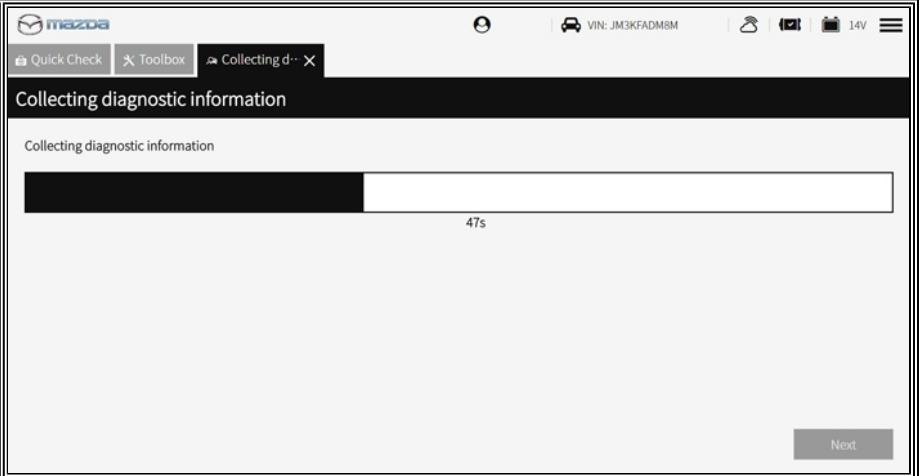 mazda
VIN: JM3KFADM8M
14V
Quick Check
Toolbox
Collecting d···
Collecting diagnostic information
Collecting diagnostic information
47s
Next